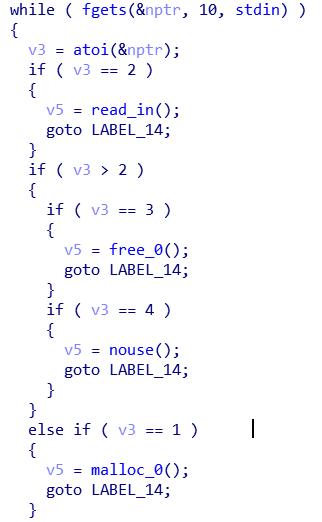 while ( fgets(&nptr, 10, stdin) )
{
  v3 = atoi(&nptr);
  if ( v3 == 2 )
  {
    v5 = read_in();
    goto LABEL_14;
  }
  if ( v3 > 2 )
  {
    if ( v3 == 3 )
    {
      v5 = free_0();
      goto LABEL_14;
    }
    if ( v3 == 4 )
    {
      v5 = nouse();
      goto LABEL_14;
    }
  }
  else if ( v3 == 1 )
  {
    v5 = malloc_0();
    goto LABEL_14;
  }